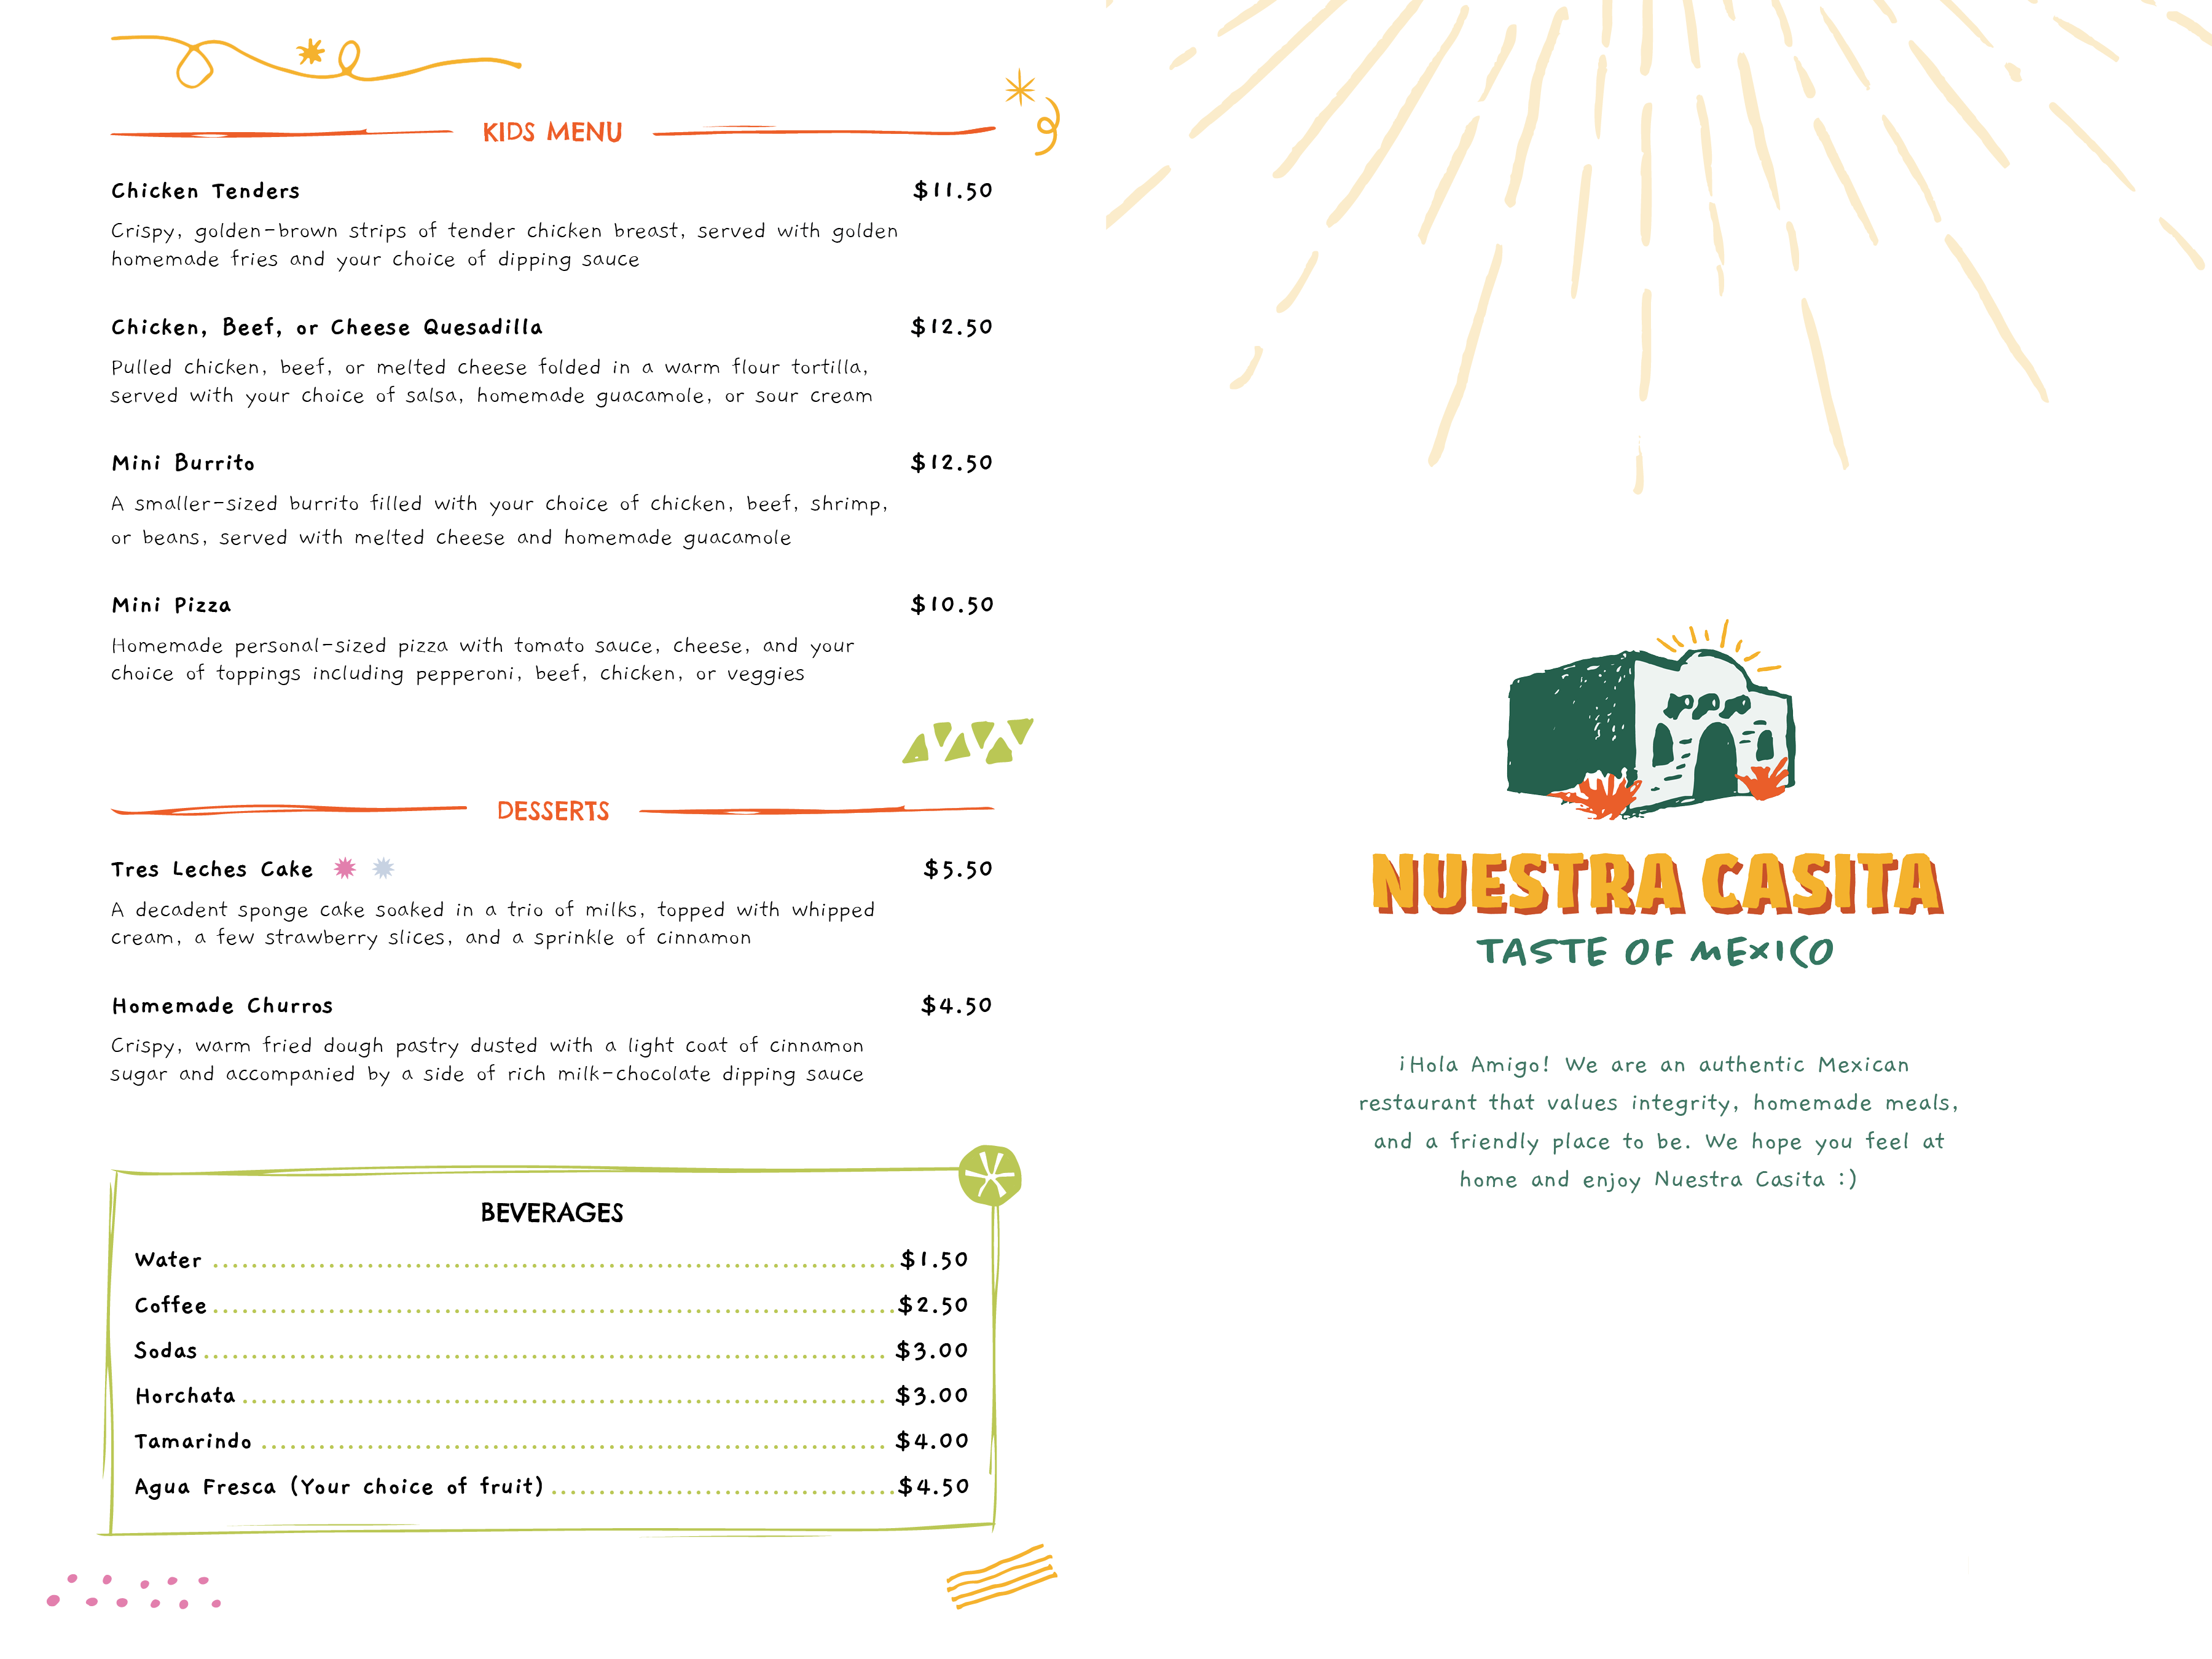 KIDS MENU
Chicken Tenders $11.50
Crispy, golden-brown strips of tender chicken breast, served with golden
homemade fries and your choice of dipping sauce
Chicken, Beef, or Cheese Quesadilla $12.50
Pulled chicken, beef, or melted cheese folded in a warm flour tortilla,
served with your choice of salsa, homemade guacamole, or sour cream
Mini Burrito $12.50
A smaller-sized burrito filled with your choice of chicken, beef, shrimp,
or beans, served with melted cheese and homemade guacamole
Mini Pizza $10.50
Homemade personal-sized pizza with tomato sauce, cheese, and your
choice of toppings including pepperoni, beef, chicken, or veggies
DESSERTS
Tres Leches Cake $5.50
A decadent sponge cake soaked in a trio of milks, topped with whipped
cream, a few strawberry slices, and a sprinkle of cinnamon
Homemade Churros $4.50
Crispy, warm fried dough pastry dusted with a light coat of cinnamon
sugar and accompanied by a side of rich milk-chocolate dipping sauce
BEVERAGES
Water $1.50
Coffee $2.50
Sodas $3.00
Horchata $3.00
Tamarindo $4.00
Agua Fresca (Your choice of fruit) $4.50
NUESTRA CASITA
TASTE OF MEXICO
¡Hola Amigo! We are an authentic Mexican
restaurant that values integrity, homemade meals,
and a friendly place to be. We hope you feel at
home and enjoy Nuestra Casita :)